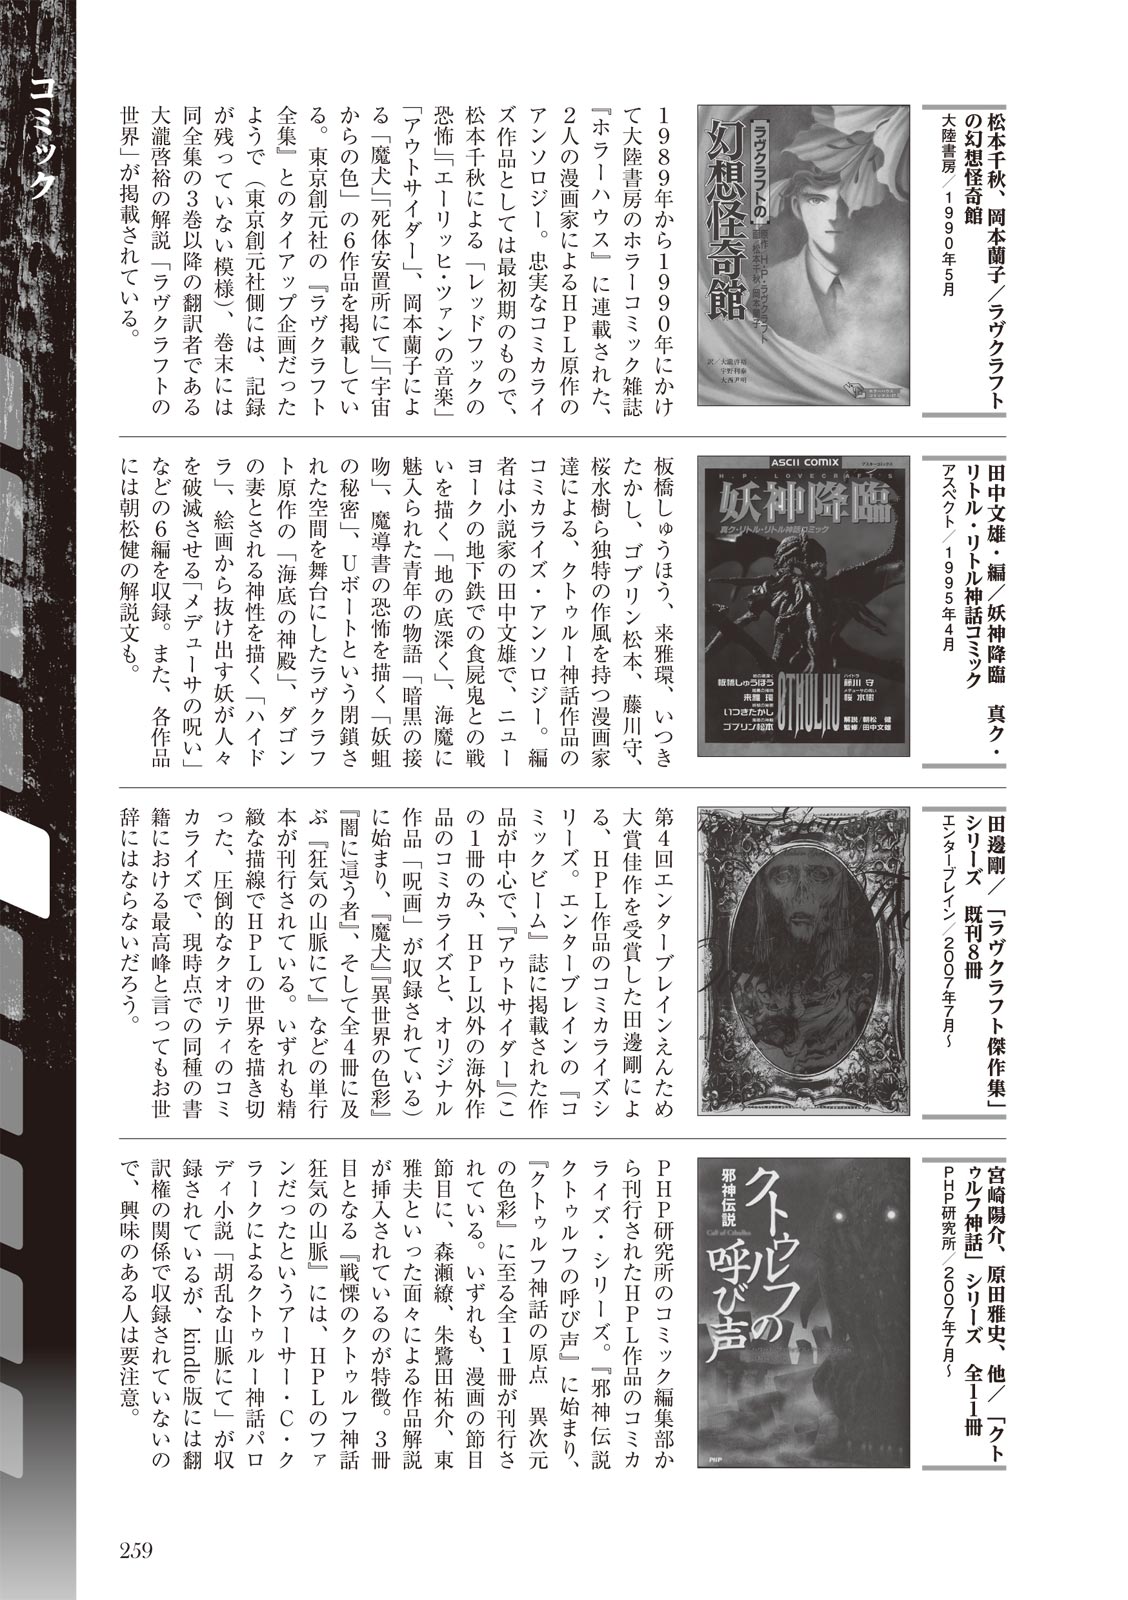 コミック
松本千秋、岡本蘭子／ラヴクラフト
の幻想怪奇館
大陸書房／1990年5月
ラヴクラフトの
幻想怪奇館
原作/H・P・ラヴクラフト
画/松本千秋・岡本蘭子
訳／大瀧啓裕
宇野利泰
大西尹明
1989年から1990年にかけ
て大陸書房のホラーコミック雑誌
『ホラーハウス』に連載された、
2人の漫画家によるHPL原作の
アンソロジー。忠実なコミカライ
ズ作品としては最初期のもので、
松本千秋による「レッドフックの
恐怖」「エーリッヒ・ツァンの音楽」
「アウトサイダー」、岡本蘭子によ
る「魔犬」「死体安置所にて」「宇宙
からの色」の6作品を掲載してい
る。東京創元社の『ラヴクラフト
全集』とのタイアップ企画だった
ようで（東京創元社側には、記録
が残っていない模様）、巻末には
同全集の3巻以降の翻訳者である
大瀧啓裕の解説「ラヴクラフトの
世界」が掲載されている。
田中文雄・編／妖神降臨　真ク・
リトル・リトル神話コミック
アスペクト／1995年4月
ASCII COMIX
アスキーコミックス
H.P. LOVECRAFT'S
妖神降臨
真ク・リトル・リトル神話コミック
CTHULHU
板橋しゅうほう
来雅環
いつきたかし
ゴブリン松本
ハイドラ
藤川 守
メデューサの呪い
桜 水樹
解説 朝松 健
監修 田中文雄
板橋しゅうほう、来雅環、いつき
たかし、ゴブリン松本、藤川守、
桜水樹ら独特の作風を持つ漫画家
達による、クトゥルー神話作品の
コミカライズ・アンソロジー。編
者は小説家の田中文雄で、ニュー
ヨークの地下鉄での食屍鬼との戦
いを描く「地の底深く」、海魔に
魅入られた青年の物語「暗黒の接
吻」、魔導書の恐怖を描く「妖蛆
の秘密」、Uボートという閉鎖さ
れた空間を舞台にしたラヴクラフ
ト原作の「海底の神殿」、ダゴン
の妻とされる神性を描く「ハイド
ラ」、絵画から抜け出す妖が人々
を破滅させる「メデューサの呪い」
などの6編を収録。また、各作品
には朝松健の解説文も。
田邊剛／「ラヴクラフト傑作集」
シリーズ　既刊8冊
エンターブレイン／2007年7月～
第4回エンターブレインえんため
大賞佳作を受賞した田邊剛によ
る、HPL作品のコミカライズシ
リーズ。エンターブレインの『コ
ミックビーム』誌に掲載された作
品が中心で、『アウトサイダー』（こ
の1冊のみ、HPL以外の海外作
品のコミカライズと、オリジナル
作品「呪画」が収録されている）
に始まり、『魔犬』『異世界の色彩』
『闇に這う者』、そして全4冊に及
ぶ『狂気の山脈にて』などの単行
本が刊行されている。いずれも精
緻な描線でHPLの世界を描き切
った、圧倒的なクオリティのコミ
カライズで、現時点での同種の書
籍における最高峰と言ってもお世
辞にはならないだろう。
宮崎陽介、原田雅史、他／「クト
ゥルフ神話」シリーズ　全11冊
PHP研究所／2007年7月～
クトゥルフの
呼び声
邪神伝説
Call of Cthulhu
PHP
PHP研究所のコミック編集部か
ら刊行されたHPL作品のコミカ
ライズ・シリーズ。『邪神伝説
クトゥルフの呼び声』に始まり、
『クトゥルフ神話の原点　異次元
の色彩』に至る全11冊が刊行さ
れている。いずれも、漫画の節目
節目に、森瀬繚、朱鷺田祐介、東
雅夫といった面々による作品解説
が挿入されているのが特徴。3冊
目となる『戦慄のクトゥルフ神話
狂気の山脈』には、HPLのファ
ンだったというアーサー・C・ク
ラークによるクトゥルー神話パロ
ディ小説「胡乱な山脈にて」が収
録されているが、kindle版には翻
訳権の関係で収録されていないの
で、興味のある人は要注意。
259